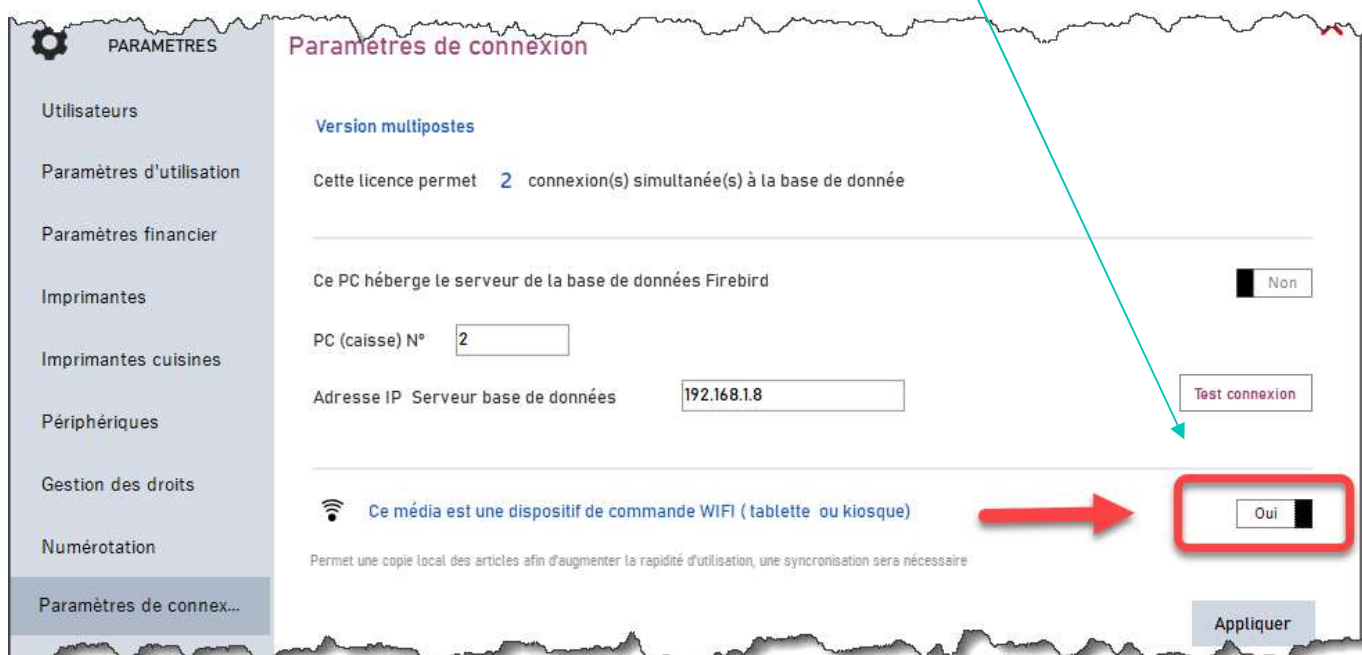 PARAMETRES
Utilisateurs
Paramètres d'utilisation
Paramètres financier
Imprimantes
Imprimantes cuisines
Périphériques
Gestion des droits
Numérotation
Paramètres de connex...
Paramètres de connexion
Version multipostes
Cette licence permet 2 connexion(s) simultanée(s) à la base de donnée
Ce PC héberge le serveur de la base de données Firebird Non
PC (caisse) N° 2
Adresse IP Serveur base de données 192.168.1.8 Test connexion
Ce média est une dispositif de commande WIFI ( tablette ou kiosque) Oui
Permet une copie local des articles afin d'augmenter la rapidité d'utilisation, une syncronisation sera nécessaire
Appliquer